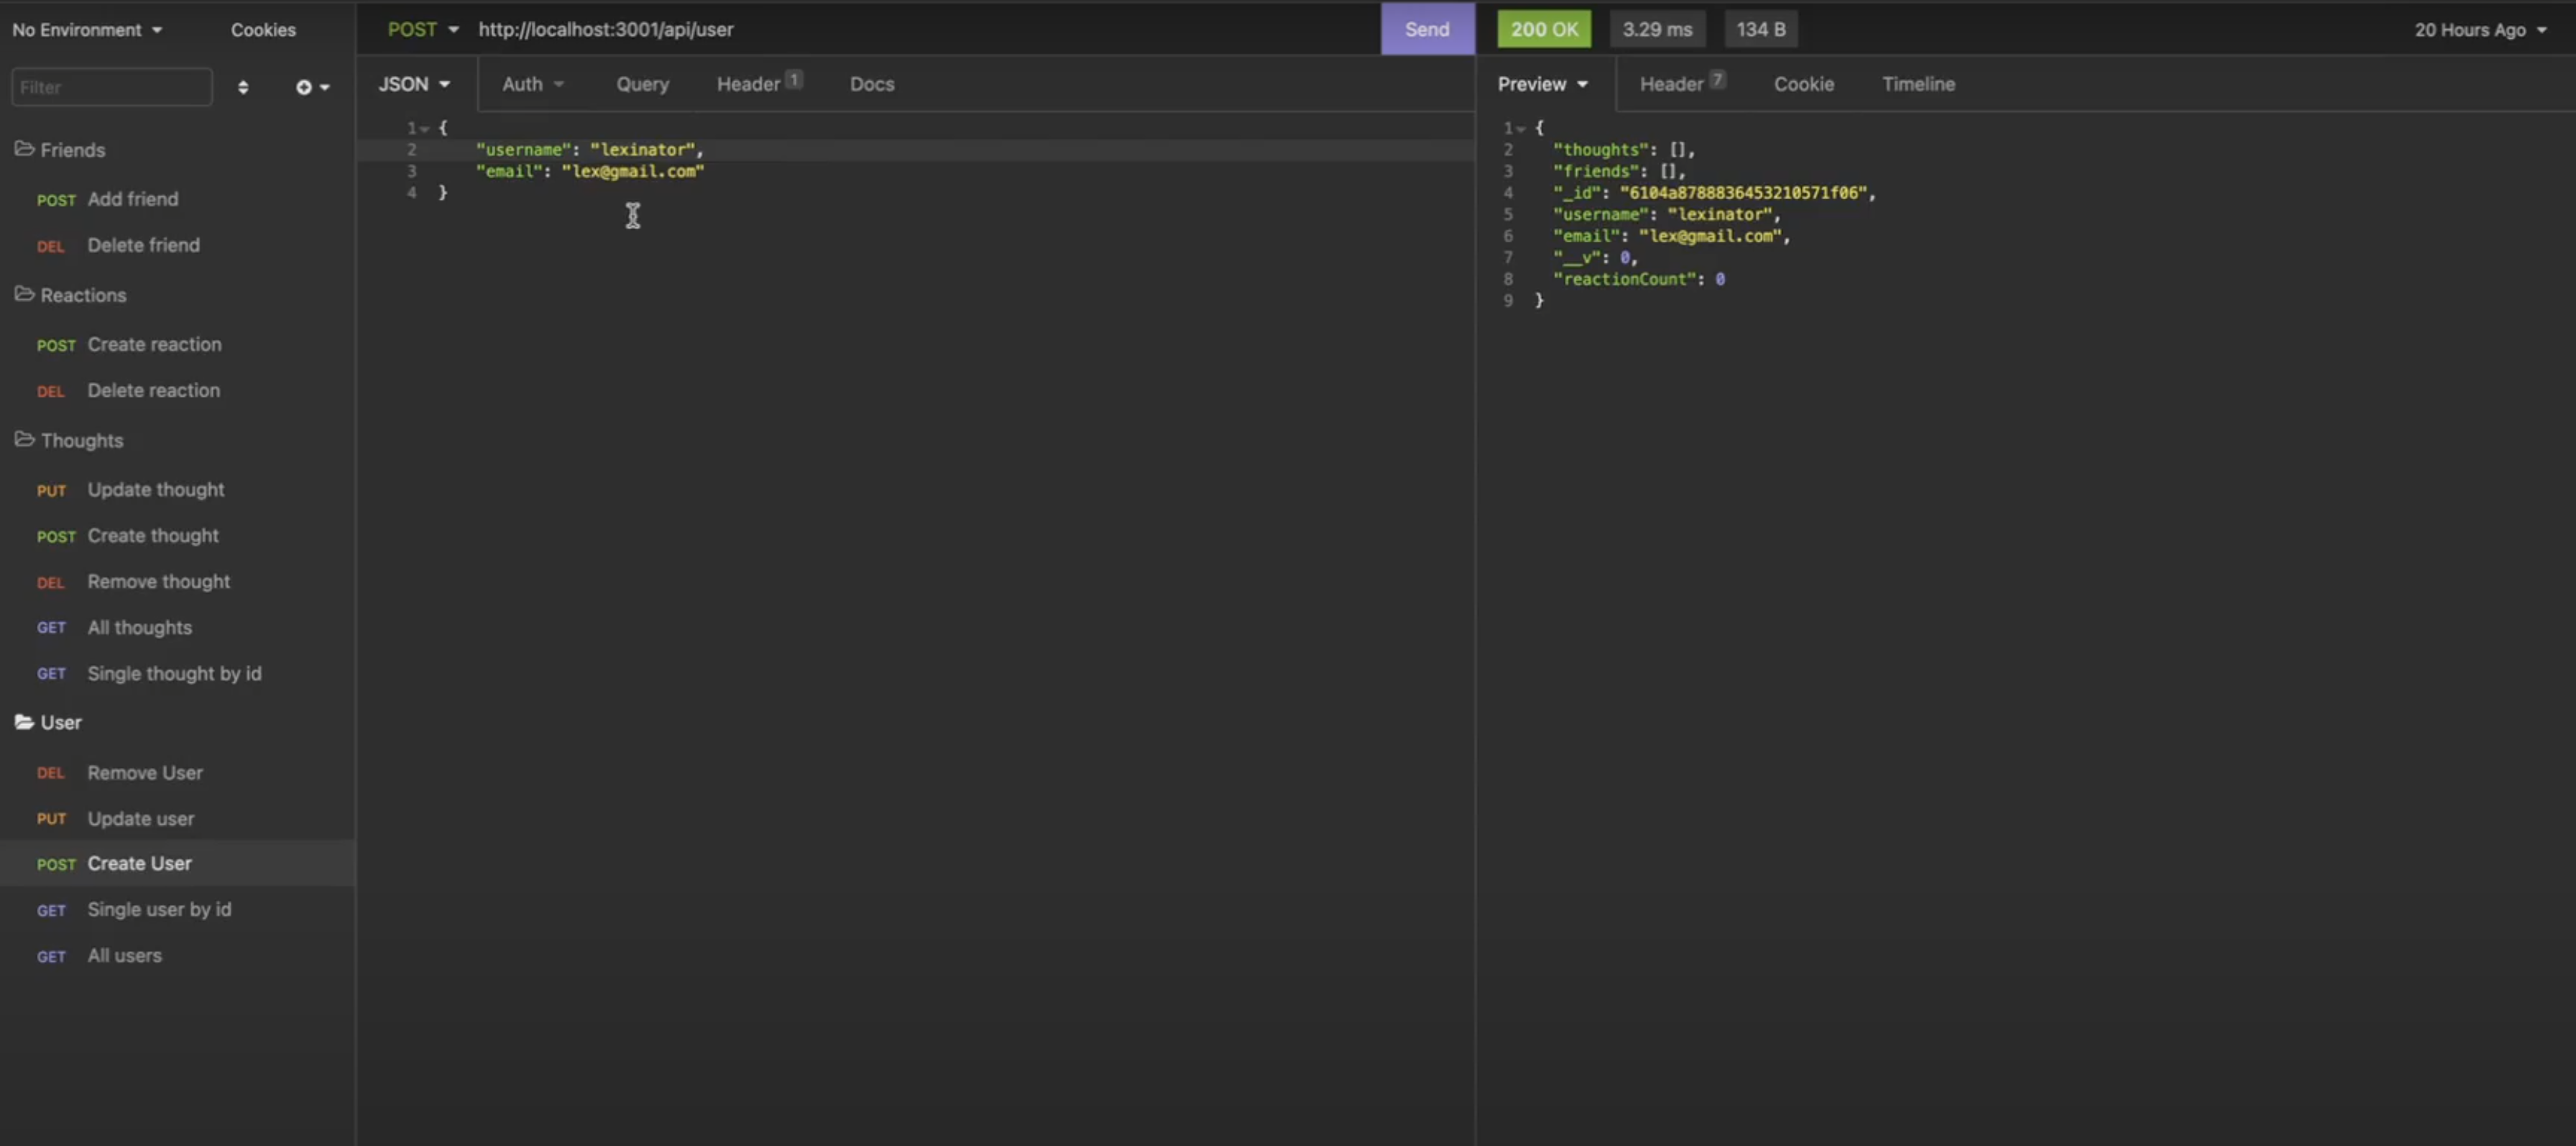 No Environment
Cookies
Filter
Friends
POST Add friend
DEL Delete friend
Reactions
POST Create reaction
DEL Delete reaction
Thoughts
PUT Update thought
POST Create thought
DEL Remove thought
GET All thoughts
GET Single thought by id
User
DEL Remove User
PUT Update user
POST Create User
GET Single user by id
GET All users
POST http://localhost:3001/api/user Send
JSON Auth Query Header 1 Docs
1 {
2 "username": "lexinator",
3 "email": "lex@gmail.com"
4 }
200 OK 3.29 ms 134 B 20 Hours Ago
Preview Header 7 Cookie Timeline
1 {
2 "thoughts": [],
3 "friends": [],
4 "_id": "6104a8788836453210571f06",
5 "username": "lexinator",
6 "email": "lex@gmail.com",
7 "__v": 0,
8 "reactionCount": 0
9 }